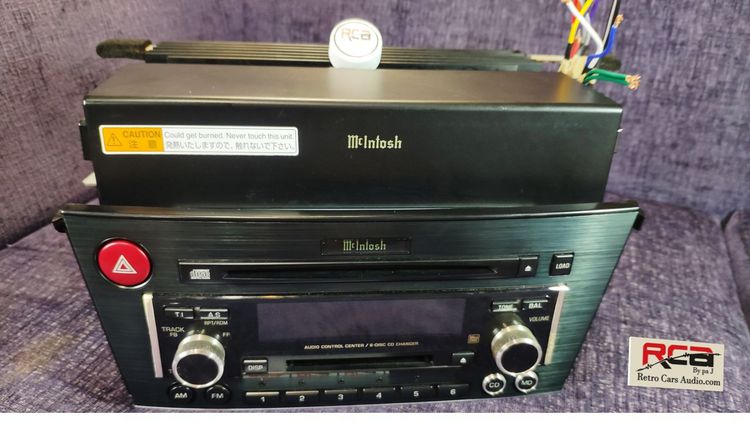 RCA
CAUTION
注意
Could get burned. Never touch this unit.
発熱いたしますので、触れないで下さい。
McIntosh
McIntosh
LOAD
T.I
A.S
RPT/RDM
TONE
BAL
TRACK
PB
FF
VOLUME
AUDIO CONTROL CENTER / 6-DISC CD CHANGER
DISP
AM
FM
1 2 3 4 5 6
CD
MD
RCA
By pa J
Retro Cars Audio.com